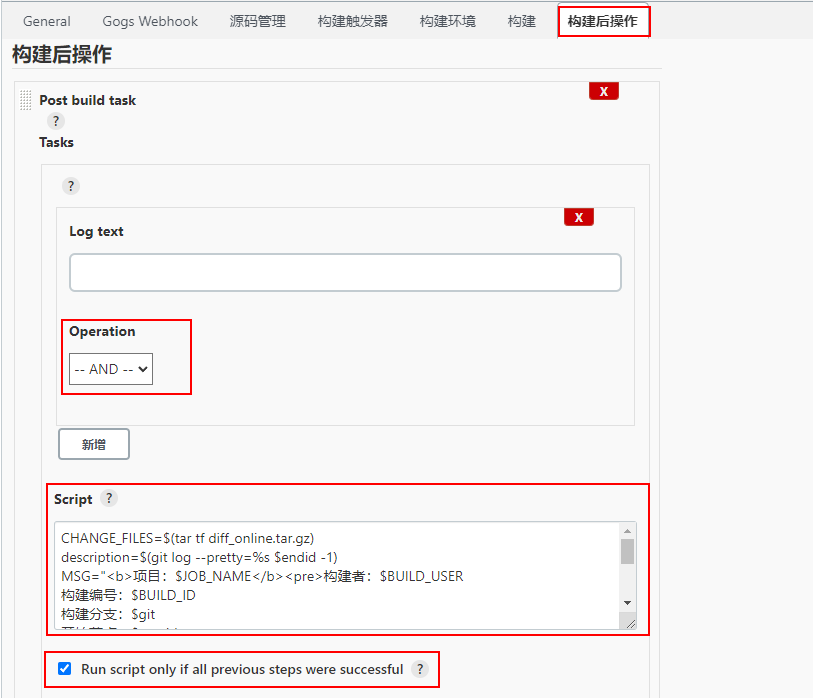 General Gogs Webhook 源码管理 构建触发器 构建环境 构建 构建后操作
构建后操作
X
Post build task
?
Tasks
?
X
Log text
Operation
-- AND --
新增
Script ?
CHANGE_FILES=$(tar tf diff_online.tar.gz)
description=$(git log --pretty=%s $endid -1)
MSG="<b>项目：$JOB_NAME</b><pre>构建者：$BUILD_USER
构建编号：$BUILD_ID
构建分支：$git
Run script only if all previous steps were successful ?